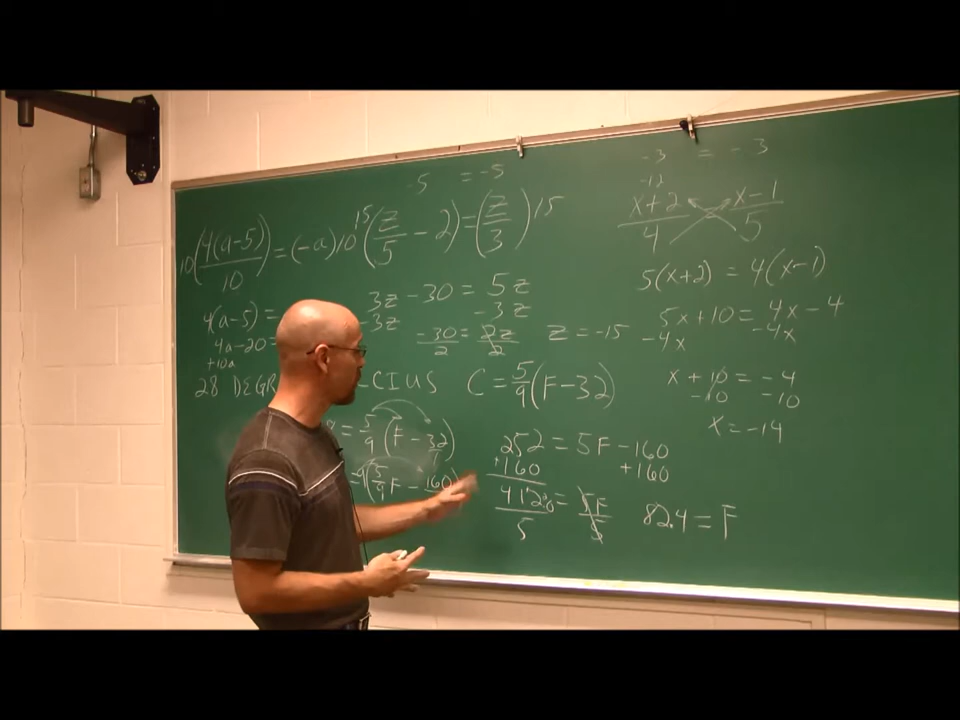 -5 = -5
-3 = -3
-12
10(4(a-5)/10) = (-a)10
15(z/5 - 2) = (z/3)15
(x+2)/4 (x-1)/5
4(a-5) =
3z - 30 = 5z
-3z -3z
5(x+2) = 4(x-1)
4a-20
+10a
-30/2 = 2z/2 z = -15
5x+10 = 4x-4
-4x -4x
28 DEGR CIUS C = 5/9(F-32)
x + 10 = -4
-10 -10
x = -14
= 5/9(F-32)
252 = 5F - 160
+160 +160
=9(5/9F - 160
412.0/5 = 5F/5 82.4 = F